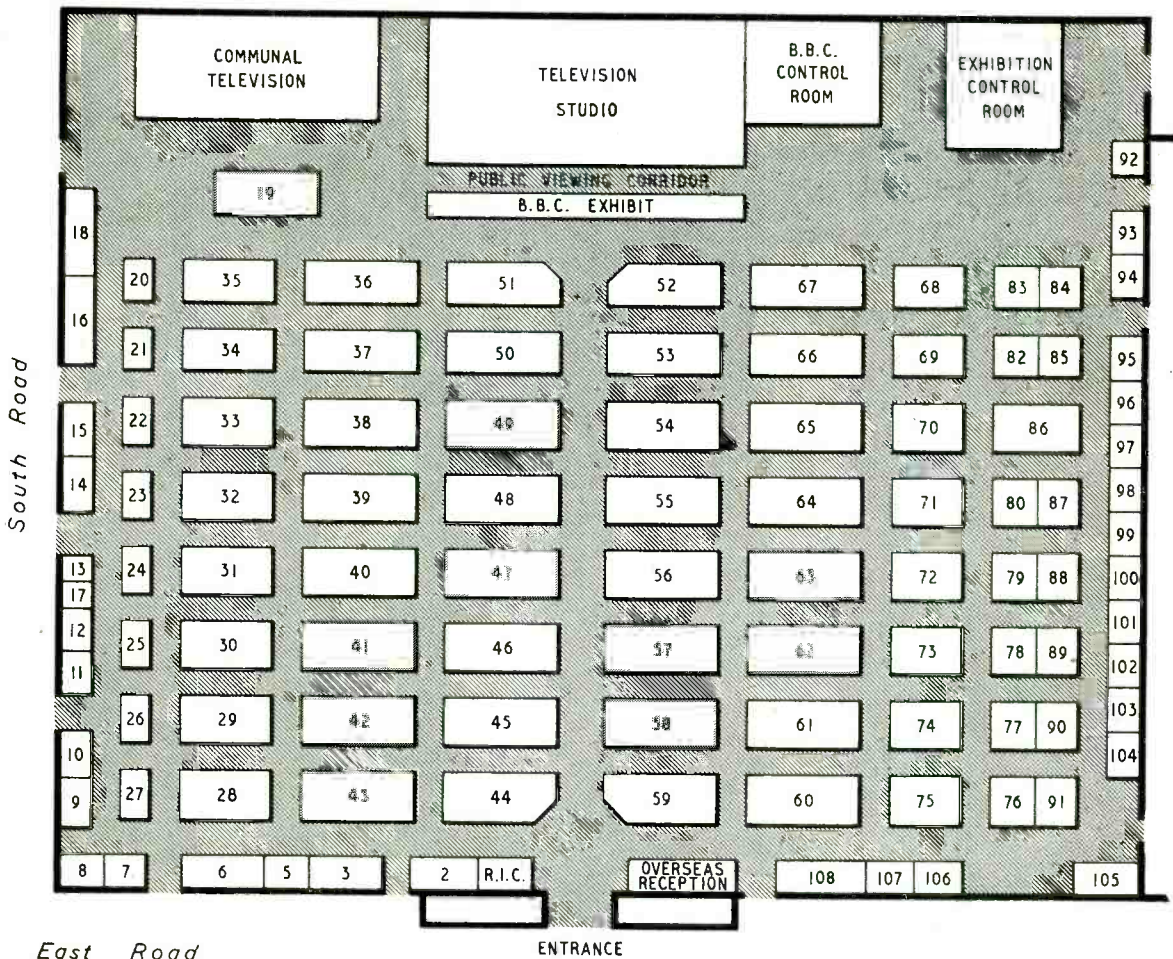 COMMUNAL
TELEVISION
TELEVISION
STUDIO
B.B.C.
CONTROL
ROOM
EXHIBITION
CONTROL
ROOM
92
PUBLIC VIEWING CORRIDOR
19
B.B.C. EXHIBIT
18
93
20 35 36 51 52 67 68 83 84 94
16
21 34 37 50 53 66 69 82 85 95
96
15 22 33 38 49 54 65 70 86 97
14 23 32 39 48 55 64 71 80 87 98
99
13 24 31 40 47 56 63 72 79 88 100
17
101
12 25 30 41 46 57 62 73 78 89 102
11
26 29 42 45 58 61 74 77 90 103
10
104
9 27 28 43 44 59 60 75 76 91
8 7 6 5 3 2 R.I.C. OVERSEAS
RECEPTION 108 107 106 105
South Road
East Road
ENTRANCE